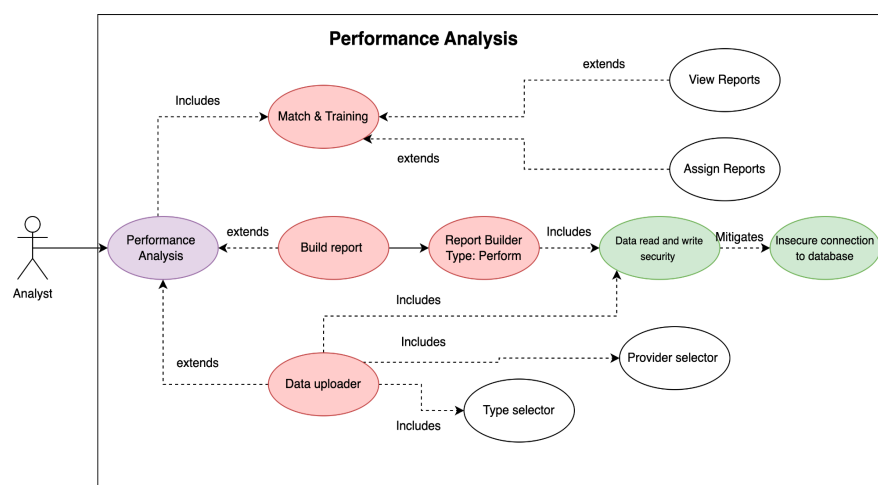 Performance Analysis
extends
View Reports
Includes
Match & Training
extends
Assign Reports
Analyst
Performance
Analysis
extends
Build report
Report Builder
Type: Perform
Includes
Data read and write
security
Mitigates
Insecure connection
to database
Includes
Includes
Provider selector
extends
Data uploader
Type selector
Includes